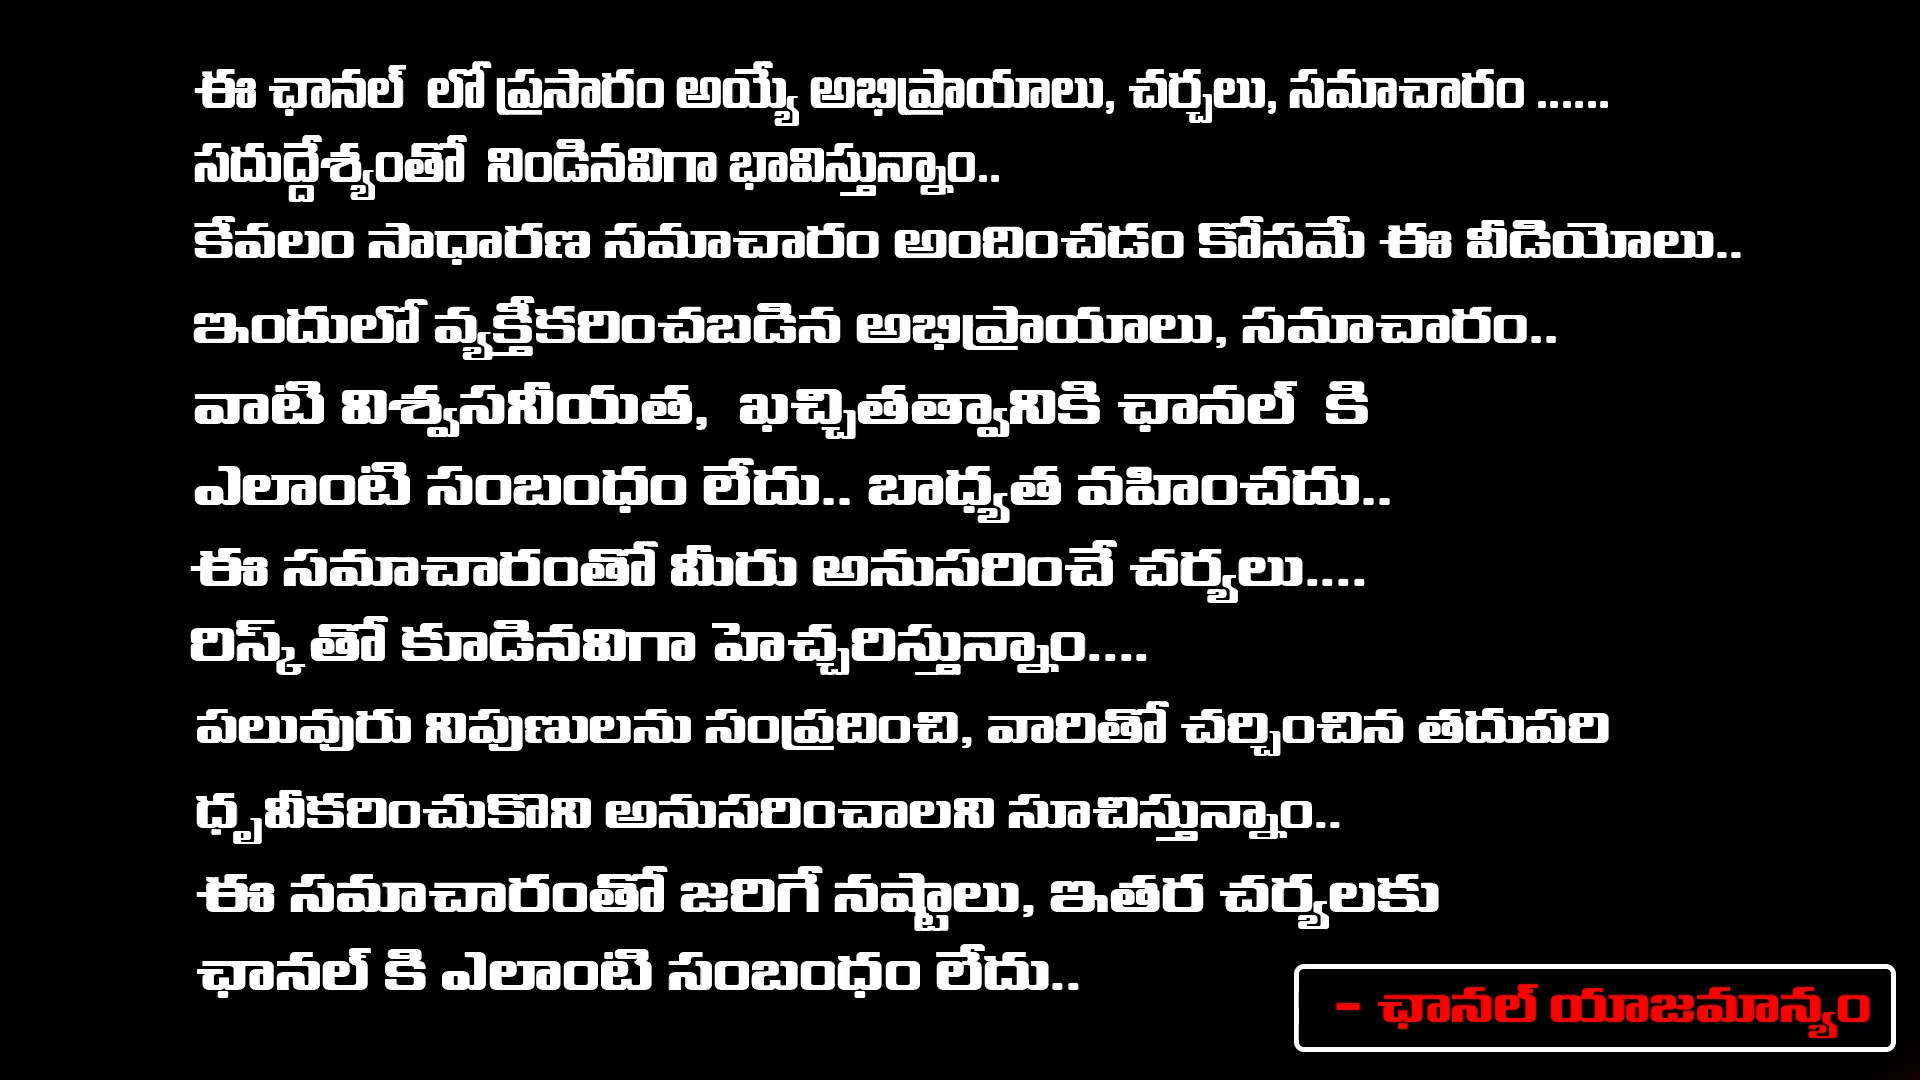 ఈ ఛానల్ లో ప్రసారం అయ్యే అభిప్రాయాలు, చర్చలు, సమాచారం ......
సదుద్దేశ్యంతో నిండినవిగా భావిస్తున్నాం..
కేవలం సాధారణ సమాచారం అందించడం కోసమే ఈ వీడియోలు..
ఇందులో వ్యక్తీకరించబడిన అభిప్రాయాలు, సమాచారం..
వాటి విశ్వసనీయత, ఖచ్చితత్వానికి ఛానల్ కి
ఎలాంటి సంబంధం లేదు.. బాధ్యత వహించదు..
ఈ సమాచారంతో మీరు అనుసరించే చర్యలు....
రిస్క్ తో కూడినవిగా హెచ్చరిస్తున్నాం....
పలువురు నిపుణులను సంప్రదించి, వారితో చర్చించిన తదుపరి
ధృవీకరించుకొని అనుసరించాలని సూచిస్తున్నాం..
ఈ సమాచారంతో జరిగే నష్టాలు, ఇతర చర్యలకు
ఛానల్ కి ఎలాంటి సంబంధం లేదు..
- ఛానల్ యాజమాన్యం